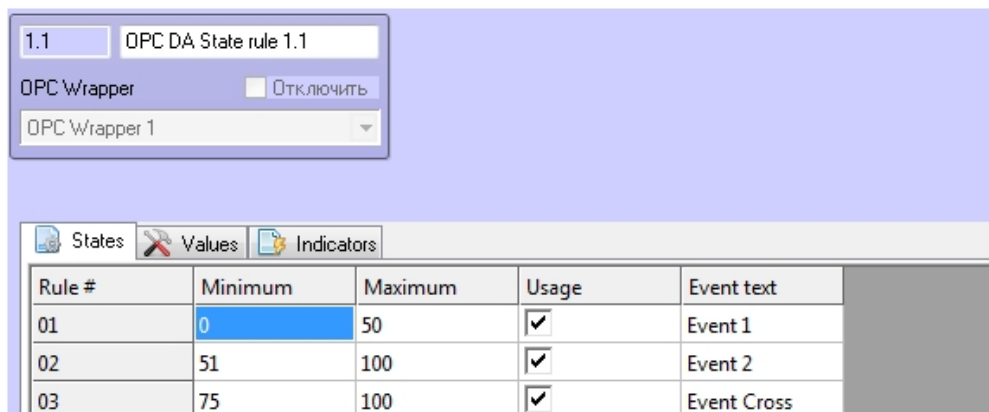 1.1 OPC DA State rule 1.1
OPC Wrapper Отключить
OPC Wrapper 1
States Values Indicators
Rule # Minimum Maximum Usage Event text
01 0 50 Event 1
02 51 100 Event 2
03 75 100 Event Cross